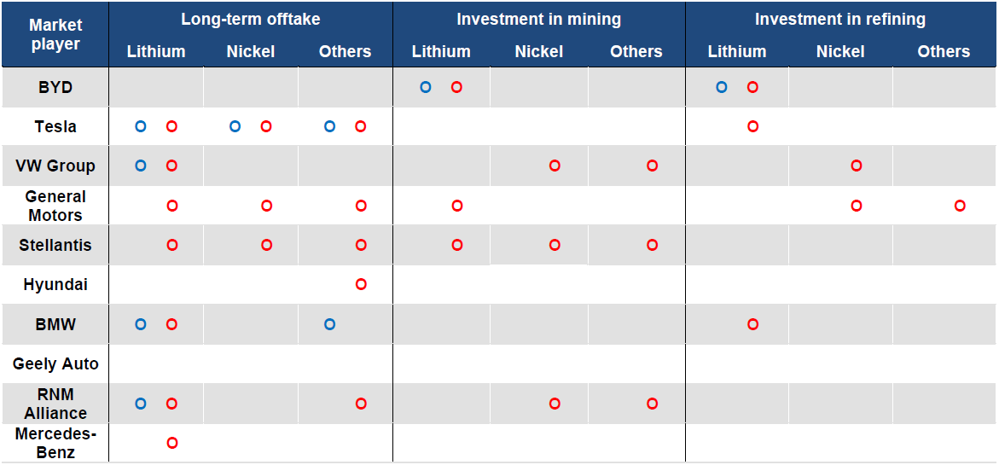 Market player Long-term offtake Investment in mining Investment in refining
Lithium Nickel Others Lithium Nickel Others Lithium Nickel Others
BYD O O O O
Tesla O O O O O O O
VW Group O O O O O
General Motors O O O O O O
Stellantis O O O O O O
Hyundai O
BMW O O O O
Geely Auto
RNM Alliance O O O O O
Mercedes-Benz O